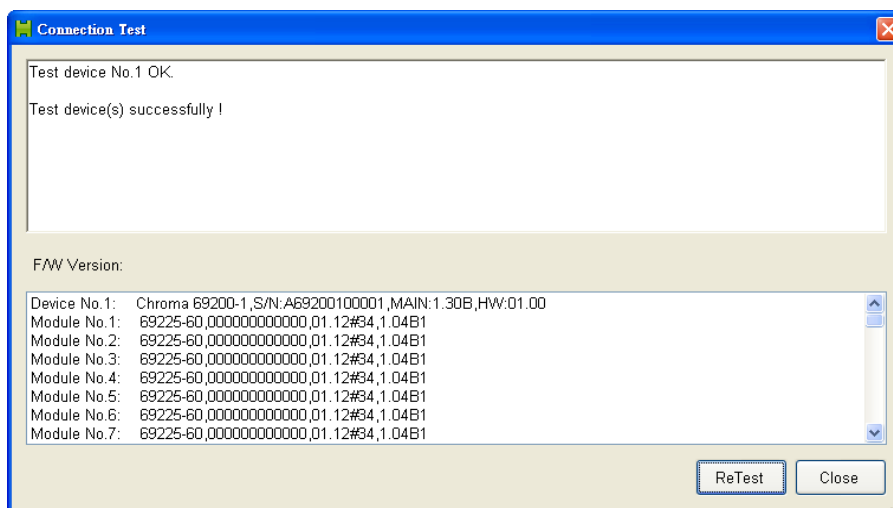 Connection Test
Test device No.1 OK.
Test device(s) successfully !
F/W Version:
Device No.1: Chroma 69200-1,S/N:A69200100001,MAIN:1.30B,HW:01.00
Module No.1: 69225-60,000000000000,01.12#34,1.04B1
Module No.2: 69225-60,000000000000,01.12#34,1.04B1
Module No.3: 69225-60,000000000000,01.12#34,1.04B1
Module No.4: 69225-60,000000000000,01.12#34,1.04B1
Module No.5: 69225-60,000000000000,01.12#34,1.04B1
Module No.6: 69225-60,000000000000,01.12#34,1.04B1
Module No.7: 69225-60,000000000000,01.12#34,1.04B1
ReTest Close